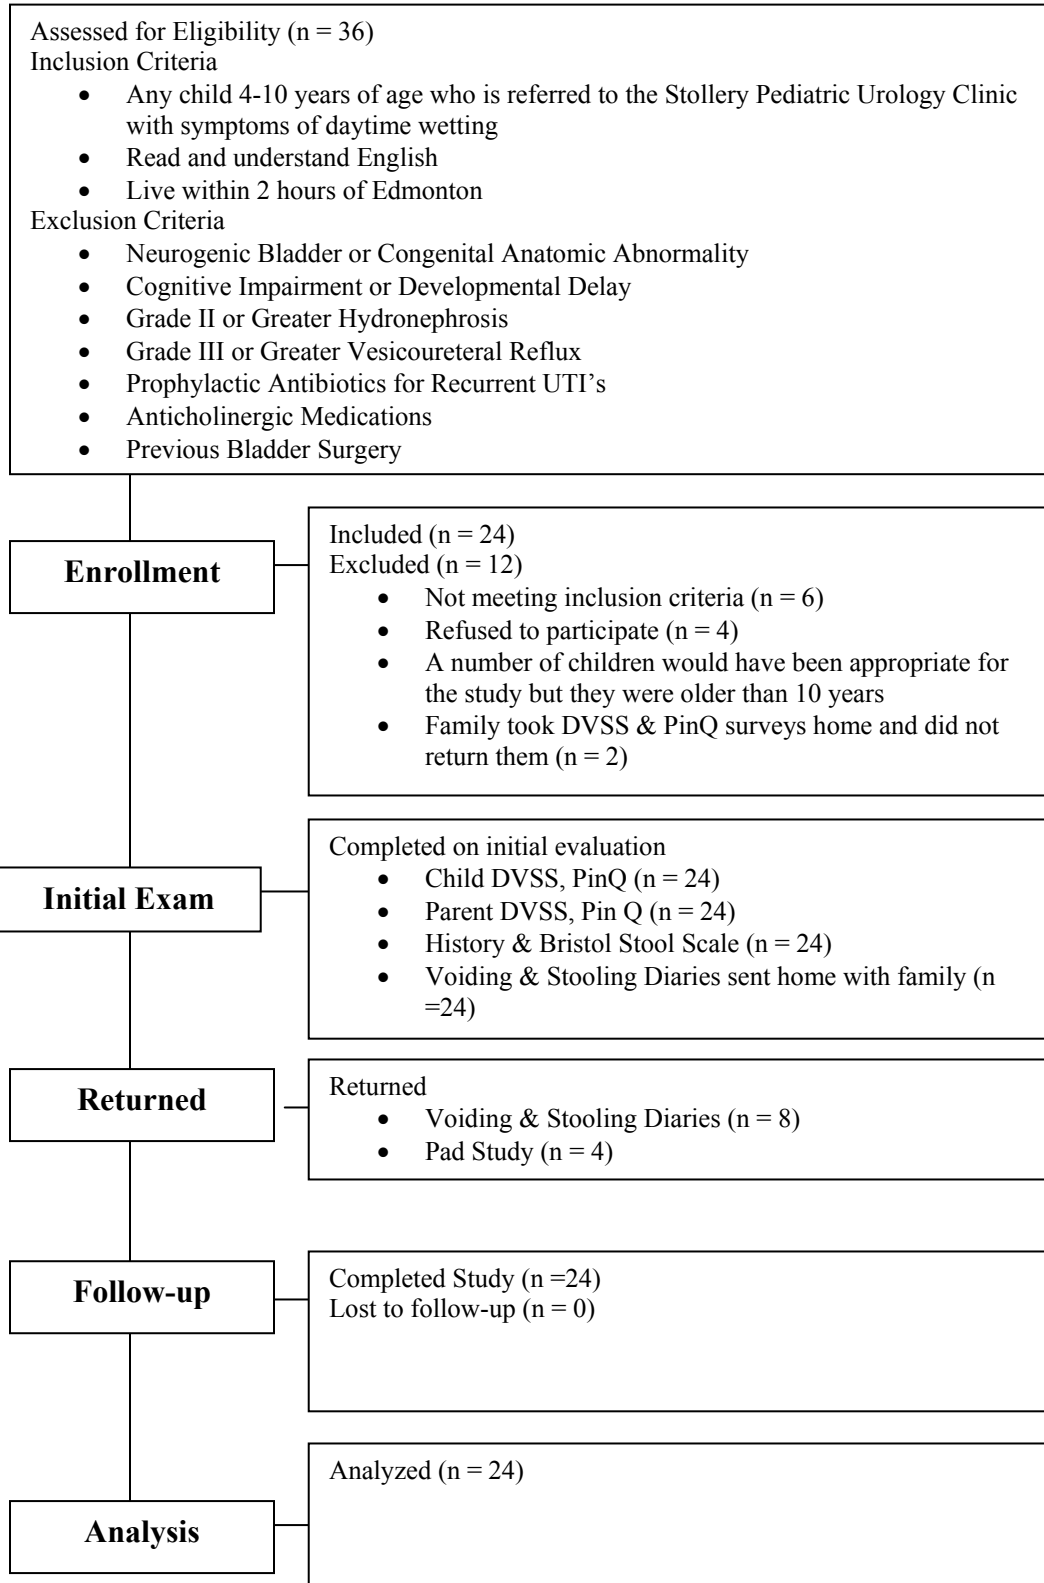 Assessed for Eligibility (n = 36)
Inclusion Criteria
• Any child 4-10 years of age who is referred to the Stollery Pediatric Urology Clinic
with symptoms of daytime wetting
• Read and understand English
• Live within 2 hours of Edmonton
Exclusion Criteria
• Neurogenic Bladder or Congenital Anatomic Abnormality
• Cognitive Impairment or Developmental Delay
• Grade II or Greater Hydronephrosis
• Grade III or Greater Vesicoureteral Reflux
• Prophylactic Antibiotics for Recurrent UTI's
• Anticholinergic Medications
• Previous Bladder Surgery
Enrollment
Included (n = 24)
Excluded (n = 12)
• Not meeting inclusion criteria (n = 6)
• Refused to participate (n = 4)
• A number of children would have been appropriate for
the study but they were older than 10 years
• Family took DVSS & PinQ surveys home and did not
return them (n = 2)
Initial Exam
Completed on initial evaluation
• Child DVSS, PinQ (n = 24)
• Parent DVSS, Pin Q (n = 24)
• History & Bristol Stool Scale (n = 24)
• Voiding & Stooling Diaries sent home with family (n
=24)
Returned
Returned
• Voiding & Stooling Diaries (n = 8)
• Pad Study (n = 4)
Follow-up
Completed Study (n =24)
Lost to follow-up (n = 0)
Analysis
Analyzed (n = 24)